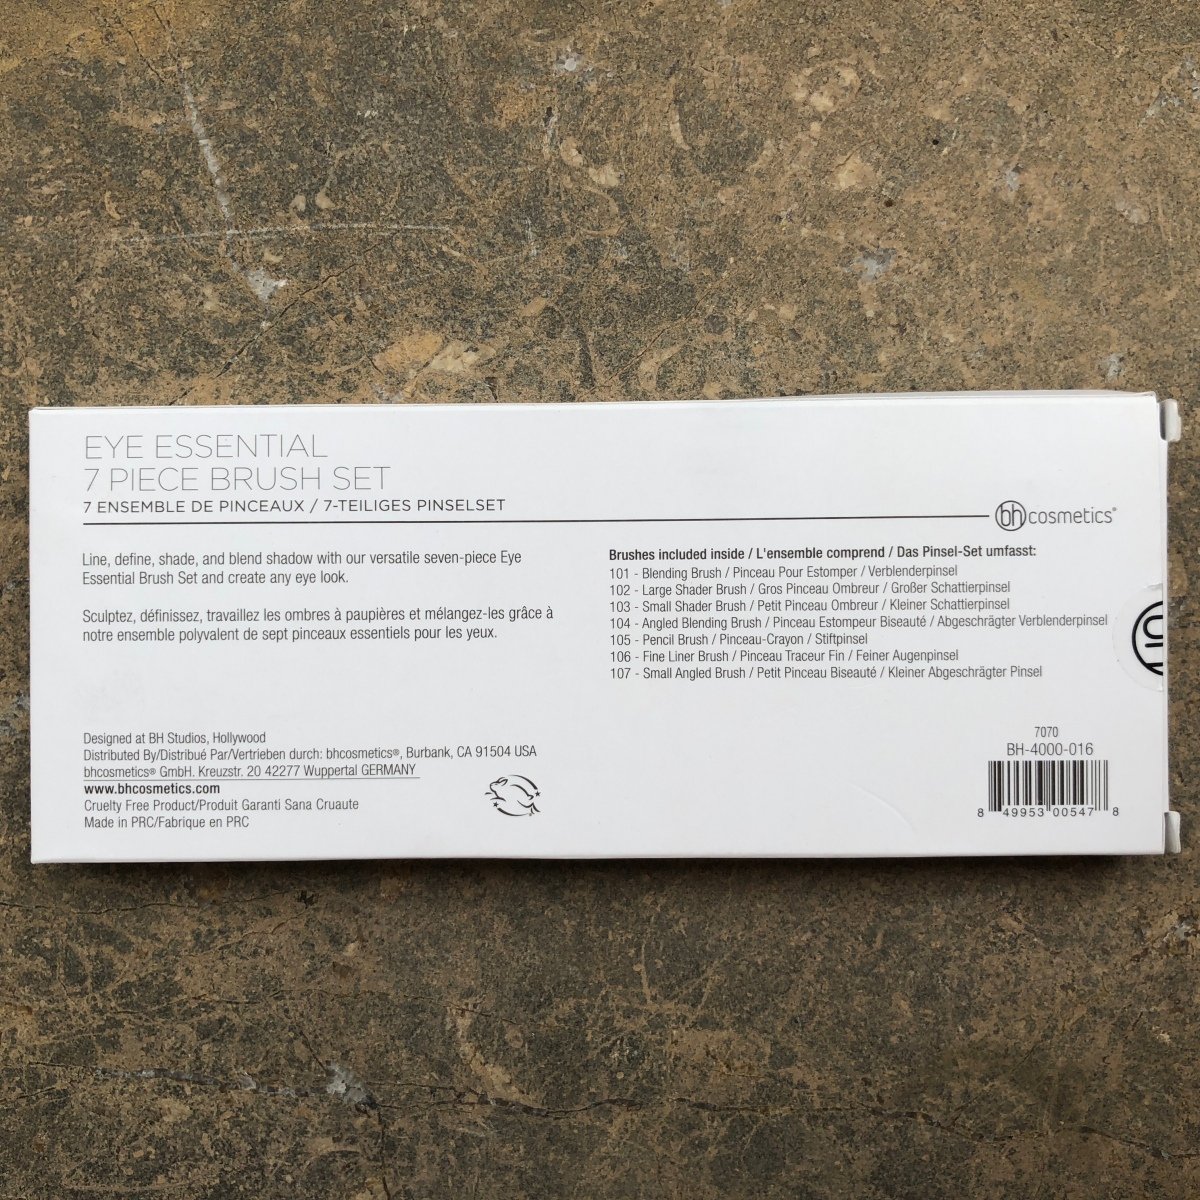 EYE ESSENTIAL
7 PIECE BRUSH SET
7 ENSEMBLE DE PINCEAUX / 7-TEILIGES PINSELSET
bhcosmetics®
Line, define, shade, and blend shadow with our versatile seven-piece Eye
Essential Brush Set and create any eye look.
Sculptez, définissez, travaillez les ombres à paupières et mélangez-les grâce à
notre ensemble polyvalent de sept pinceaux essentiels pour les yeux.
Brushes included inside / L'ensemble comprend / Das Pinsel-Set umfasst:
101 - Blending Brush / Pinceau Pour Estomper / Verblenderpinsel
102 - Large Shader Brush / Gros Pinceau Ombreur / Großer Schattierpinsel
103 - Small Shader Brush / Petit Pinceau Ombreur / Kleiner Schattierpinsel
104 - Angled Blending Brush / Pinceau Estompeur Biseauté / Abgeschrägter Verblenderpinsel
105 - Pencil Brush / Pinceau-Crayon / Stiftpinsel
106 - Fine Liner Brush / Pinceau Traceur Fin / Feiner Augenpinsel
107 - Small Angled Brush / Petit Pinceau Biseauté / Kleiner Abgeschrägter Pinsel
Designed at BH Studios, Hollywood
Distributed By/Distribué Par/Vertrieben durch: bhcosmetics®, Burbank, CA 91504 USA
bhcosmetics® GmbH. Kreuzstr. 20 42277 Wuppertal GERMANY
www.bhcosmetics.com
Cruelty Free Product/Produit Garanti Sana Cruaute
Made in PRC/Fabrique en PRC
7070
BH-4000-016
8 49953 00547 8